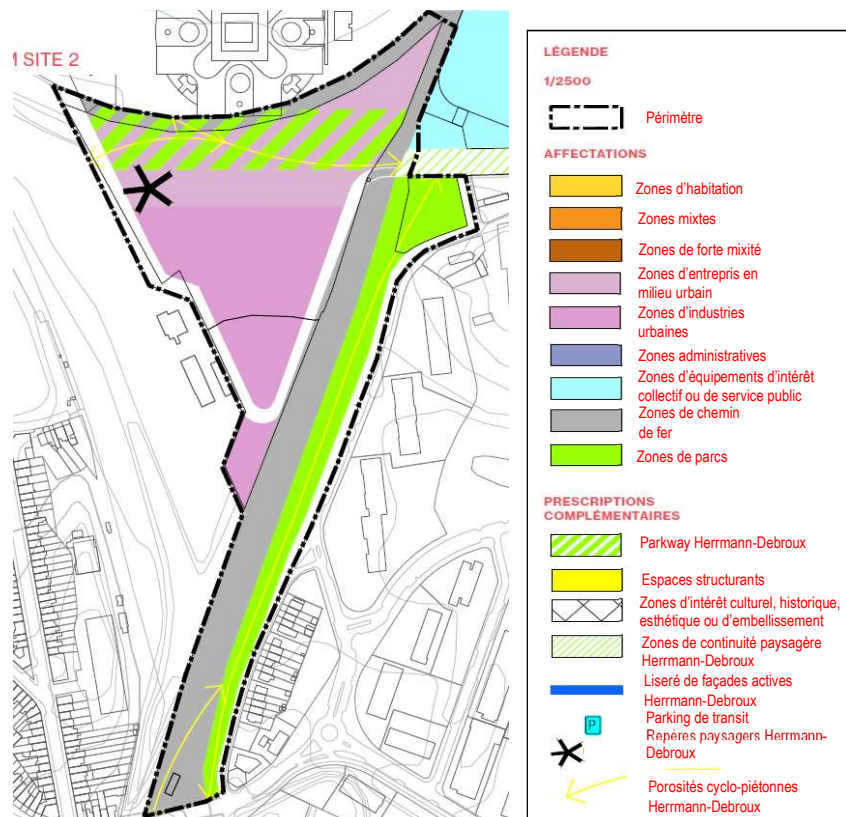 M SITE 2
LÉGENDE
1/2500
Périmètre
AFFECTATIONS
Zones d'habitation
Zones mixtes
Zones de forte mixité
Zones d'entrepris en
milieu urbain
Zones d'industries
urbaines
Zones administratives
Zones d'équipements d'intérêt
collectif ou de service public
Zones de chemin
de fer
Zones de parcs
PRESCRIPTIONS
COMPLÉMENTAIRES
Parkway Herrmann-Debroux
Espaces structurants
Zones d'intérêt culturel, historique,
esthétique ou d'embellissement
Zones de continuité paysagère
Herrmann-Debroux
Liseré de façades actives
Herrmann-Debroux
P
Parking de transit
Repères paysagers Herrmann-
Debroux
Porosités cyclo-piétonnes
Herrmann-Debroux